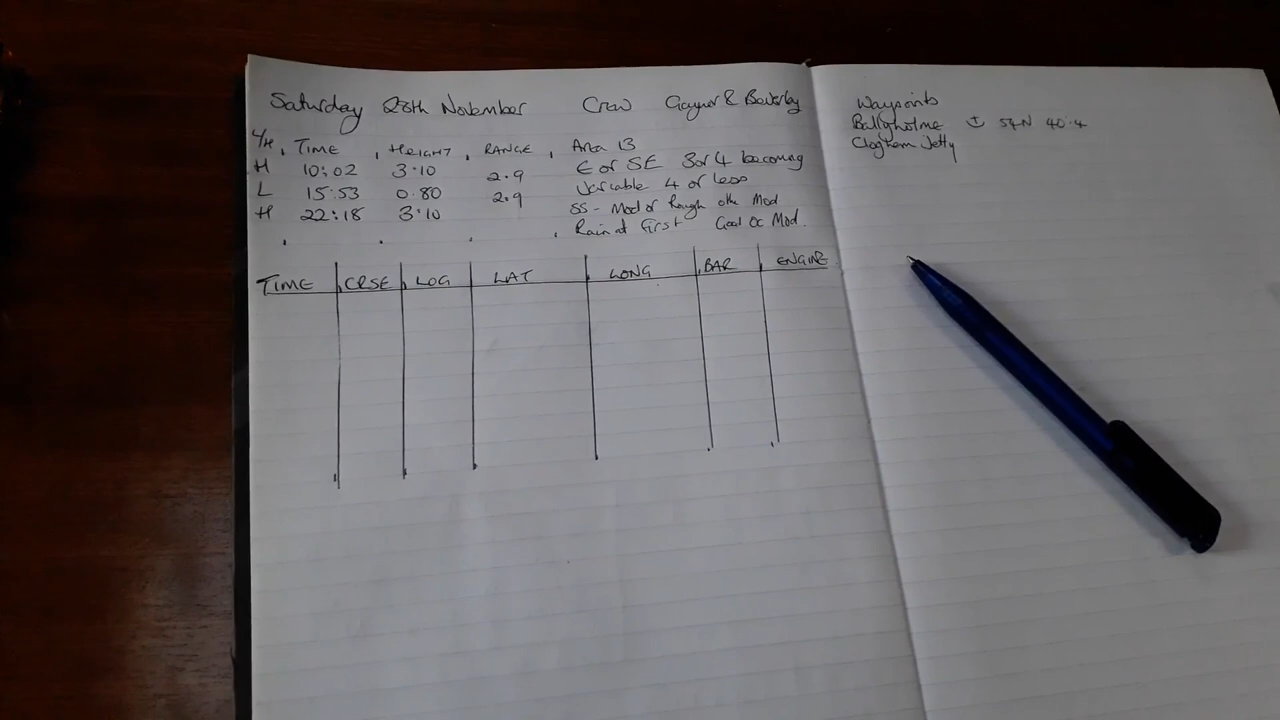 Saturday 28th November Crew Gaynor & Beverley
L/H TIME HEIGHT RANGE Area 13
H 10:02 3.10 2.9 E or SE 3 or 4 becoming
L 15:53 0.80 2.9 Variable 4 or less
H 22:18 3.10 SS - Mod or Rough oth Mod
Rain at First Good Oc Mod.
TIME CRSE LOG LAT LONG BAR ENGINE
Waypoints
Ballyholme ⚓ 54N 40.4
Cloghem Jetty